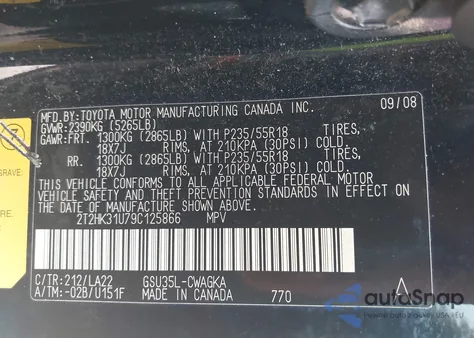 MFD.BY:TOYOTA MOTOR MANUFACTURING CANADA INC. 09/08
GVWR:2390KG (5265LB)
GAWR:FRT. 1300KG (2865LB) WITH P235/55R18 TIRES,
18X7J RIMS, AT 210KPA (30PSI) COLD.
RR. 1300KG (2865LB) WITH P235/55R18 TIRES,
18X7J RIMS, AT 210KPA (30PSI) COLD.
THIS VEHICLE CONFORMS TO ALL APPLICABLE FEDERAL MOTOR
VEHICLE SAFETY AND THEFT PREVENTION STANDARDS IN EFFECT
ON THE DATE OF MANUFACTURE SHOWN ABOVE.
2T2HK31U79C125866 MPV
C/TR:212/LA22 GSU35L-CWAGKA
A/TM:-02B/U151F MADE IN CANADA 770
GRAVE:
autoSnap